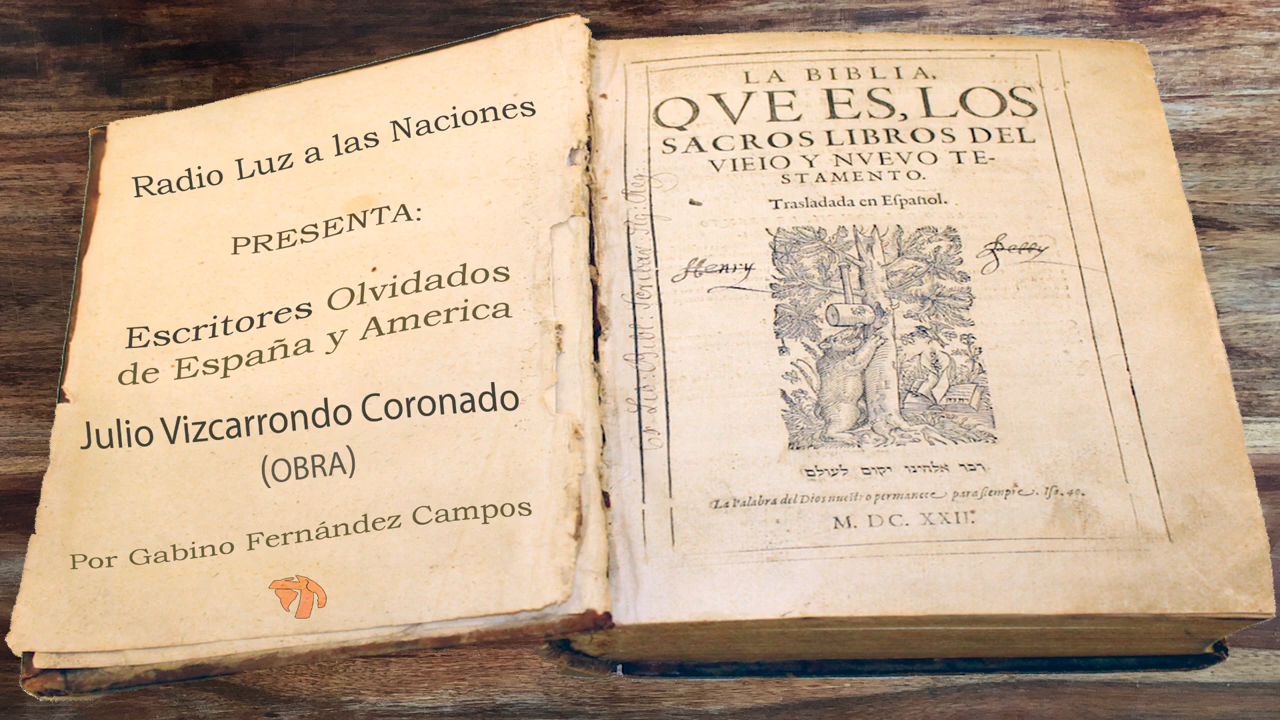 Radio Luz a las Naciones
PRESENTA:
Escritores Olvidados
de España y America
Julio Vizcarrondo Coronado
(OBRA)
Por Gabino Fernández Campos
LA BIBLIA,
QVE ES, LOS
SACROS LIBROS DEL
VIEIO Y NVEVO TE-
STAMENTO.
Trasladada en Español.
Henry
דבר אלהינו יקום לעולם
La Palabra del Dios nuestro permanece para siempre. Isa. 40.
M. DC. XXII.